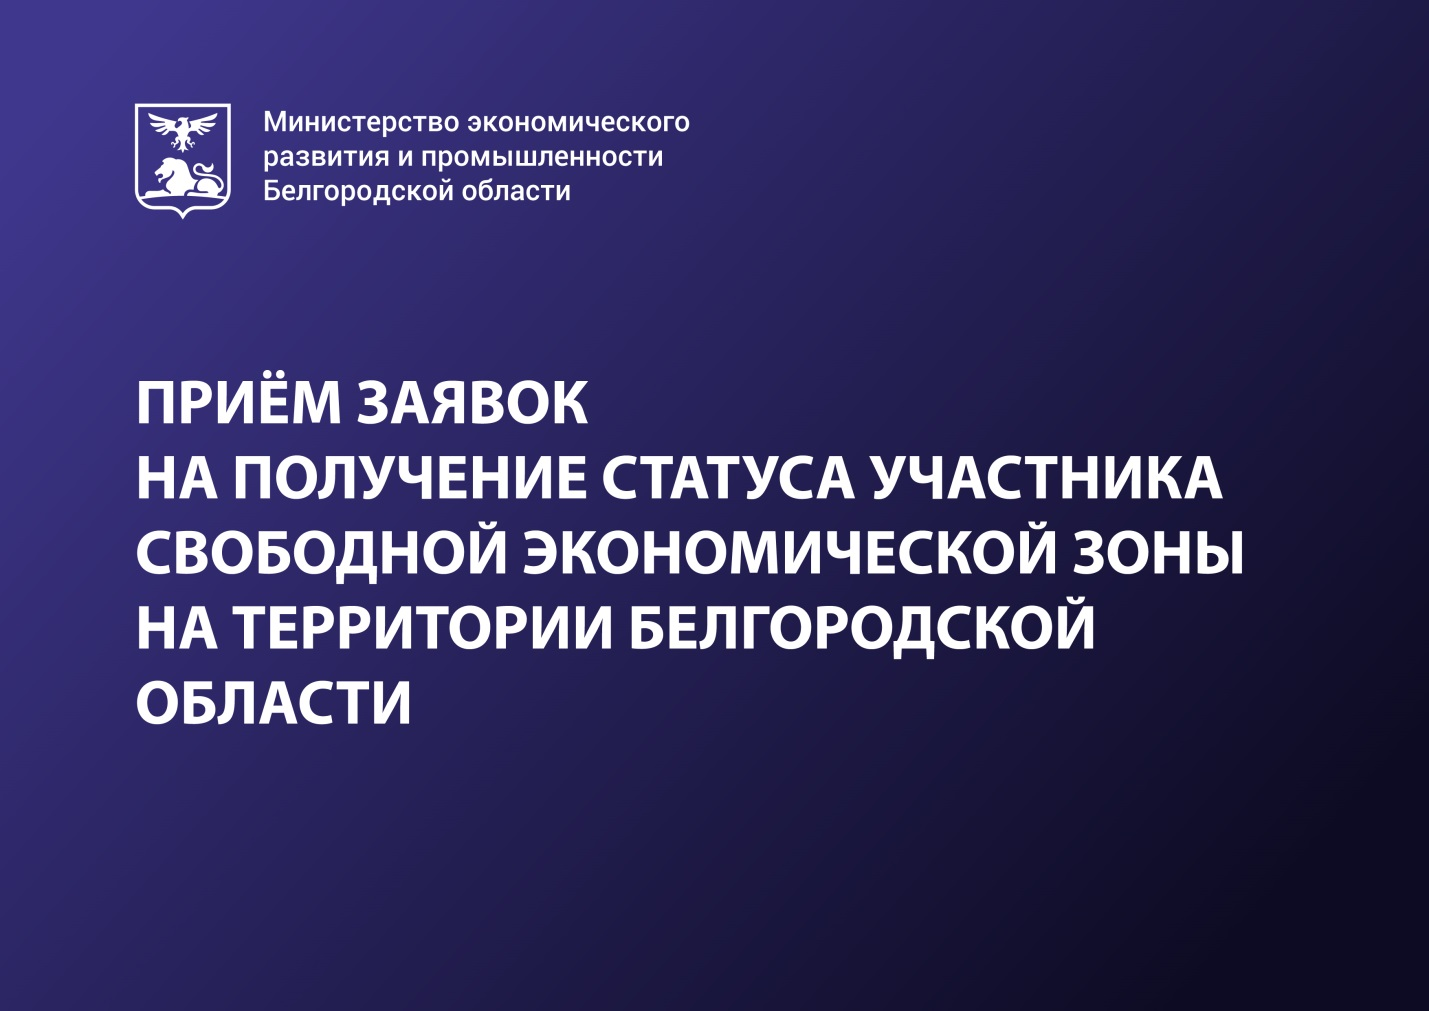 Министерство экономического
развития и промышленности
Белгородской области
ПРИЁМ ЗАЯВОК
НА ПОЛУЧЕНИЕ СТАТУСА УЧАСТНИКА
СВОБОДНОЙ ЭКОНОМИЧЕСКОЙ ЗОНЫ
НА ТЕРРИТОРИИ БЕЛГОРОДСКОЙ
ОБЛАСТИ